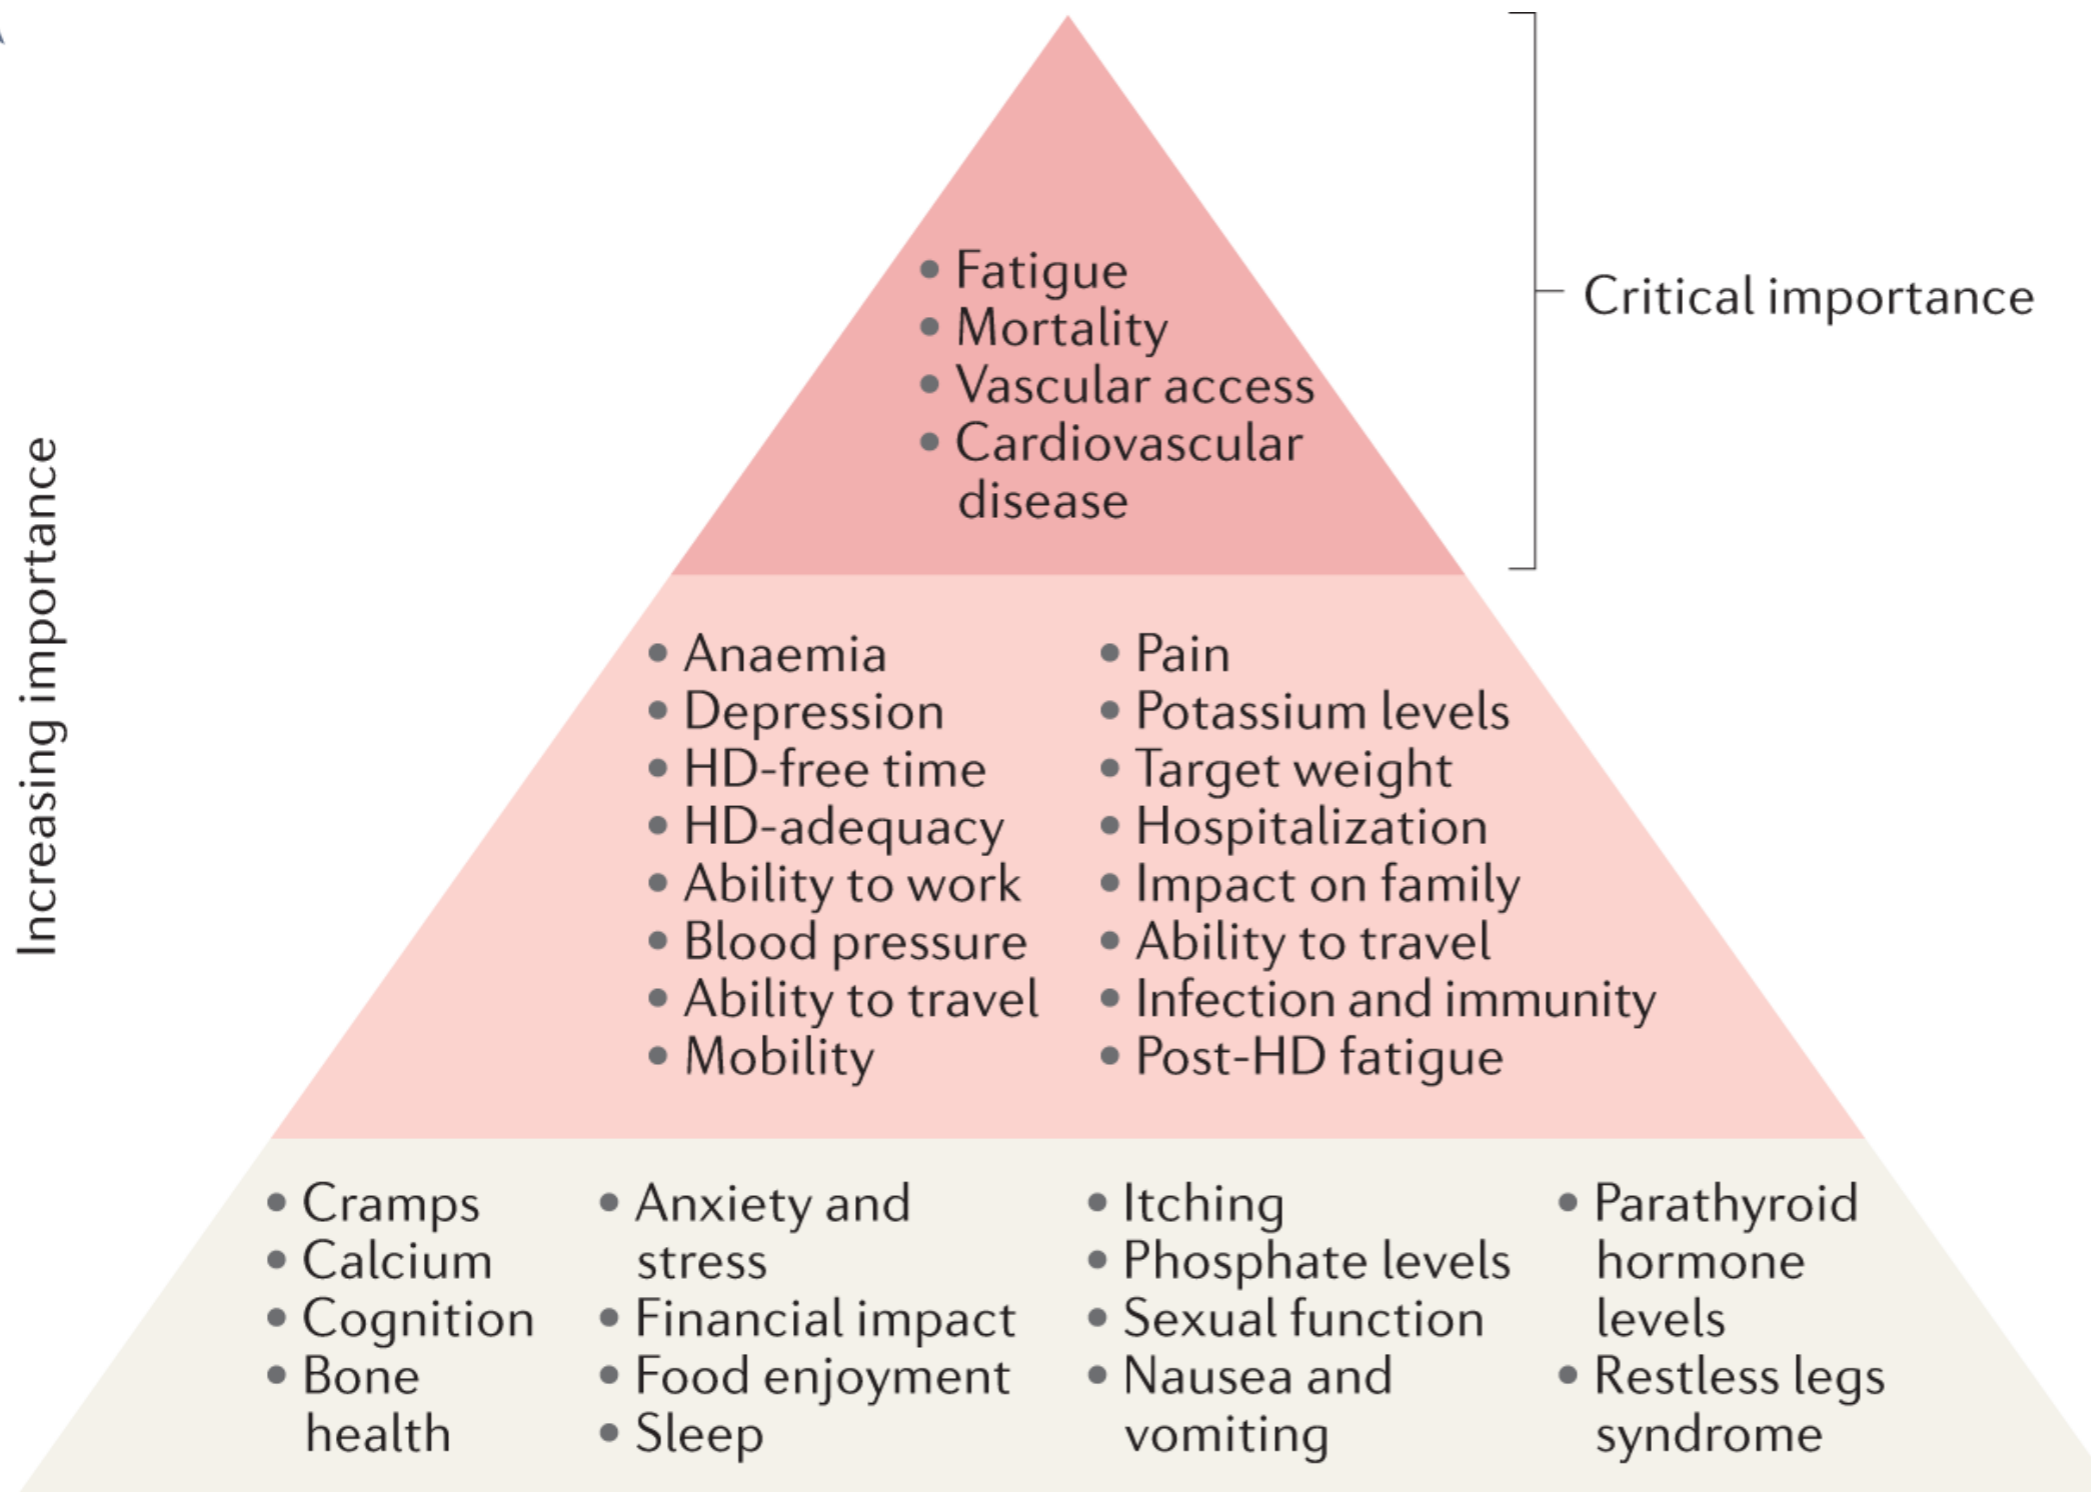 • Fatigue
• Mortality
• Vascular access
• Cardiovascular
disease
Critical importance
Increasing importance
• Anaemia
• Depression
• HD-free time
• HD-adequacy
• Ability to work
• Blood pressure
• Ability to travel
• Mobility
• Pain
• Potassium levels
• Target weight
• Hospitalization
• Impact on family
• Ability to travel
• Infection and immunity
• Post-HD fatigue
• Cramps
• Calcium
• Cognition
• Bone
health
• Anxiety and
stress
• Financial impact
• Food enjoyment
• Sleep
• Itching
• Phosphate levels
• Sexual function
• Nausea and
vomiting
• Parathyroid
hormone
levels
• Restless legs
syndrome